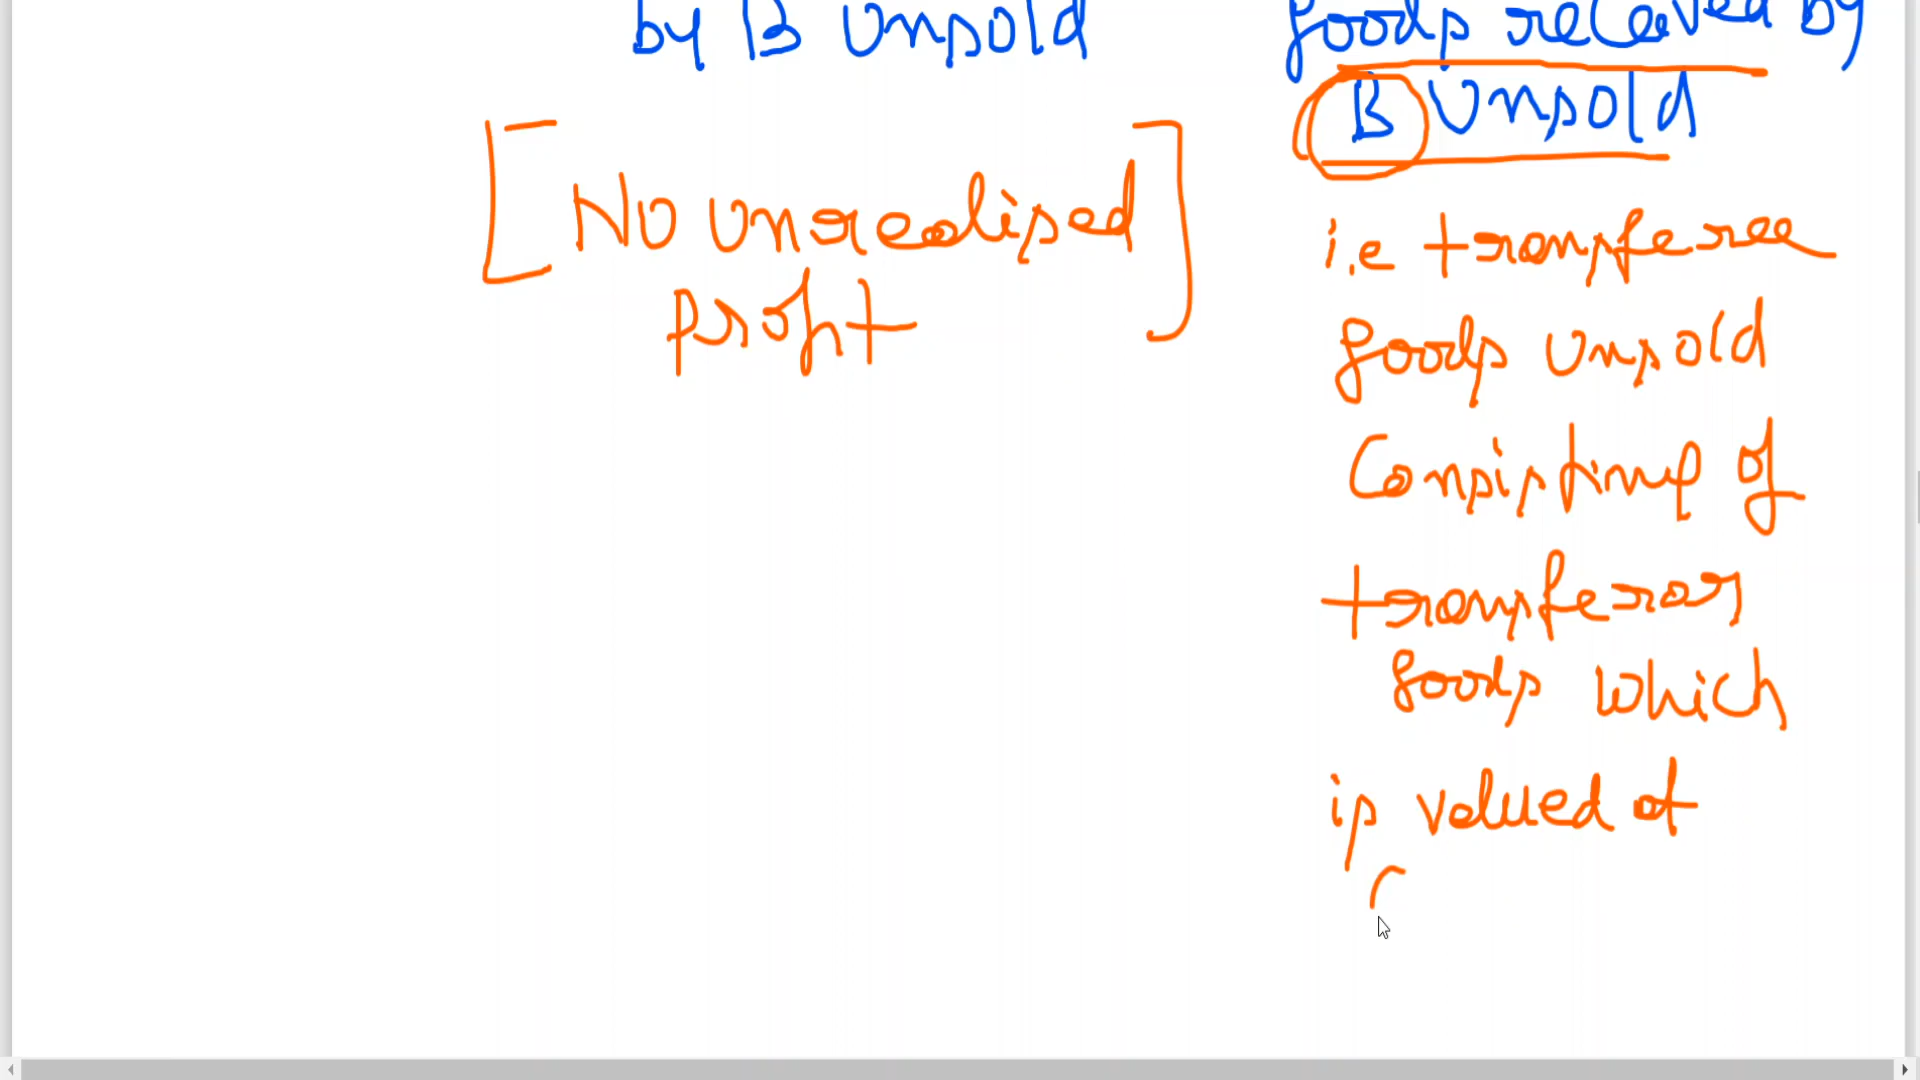 by B Unsold
goods received by
B Unsold
[No unrealised
profit]
i.e transferee
goods unsold
Consisting of
transferor
goods which
is valued at